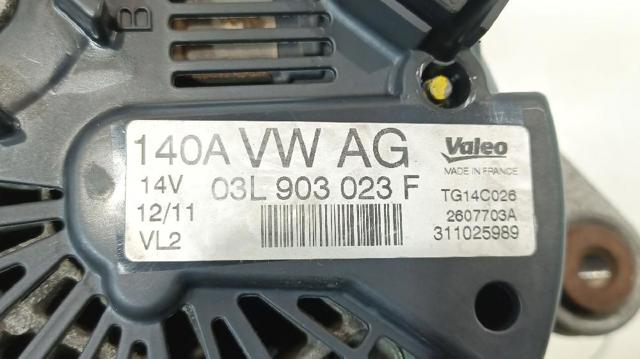 B
140A VW AG
14V 03L 903 023 F
12/11
VL2
Valeo
MADE IN FRANCE
TG14C026
2607703A
311025989